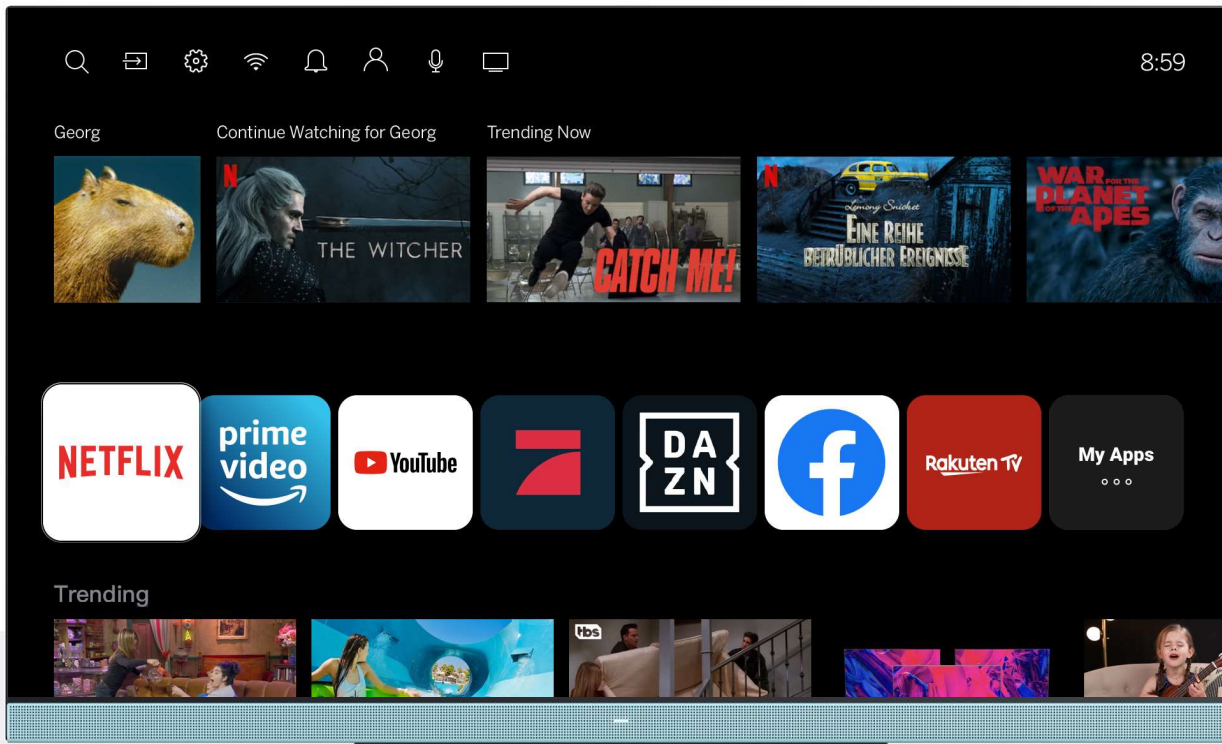 8:59
Georg
Continue Watching for Georg
Trending Now
N
THE WITCHER
CATCH ME!
N
Lemony Snicket
EINE REIHE
BETRÜBLICHER EREIGNISSE
WAR FOR THE
PLANET
OF THE APES
NETFLIX
prime
video
YouTube
DA
ZN
f
Rakuten TV
My Apps
Trending
tbs